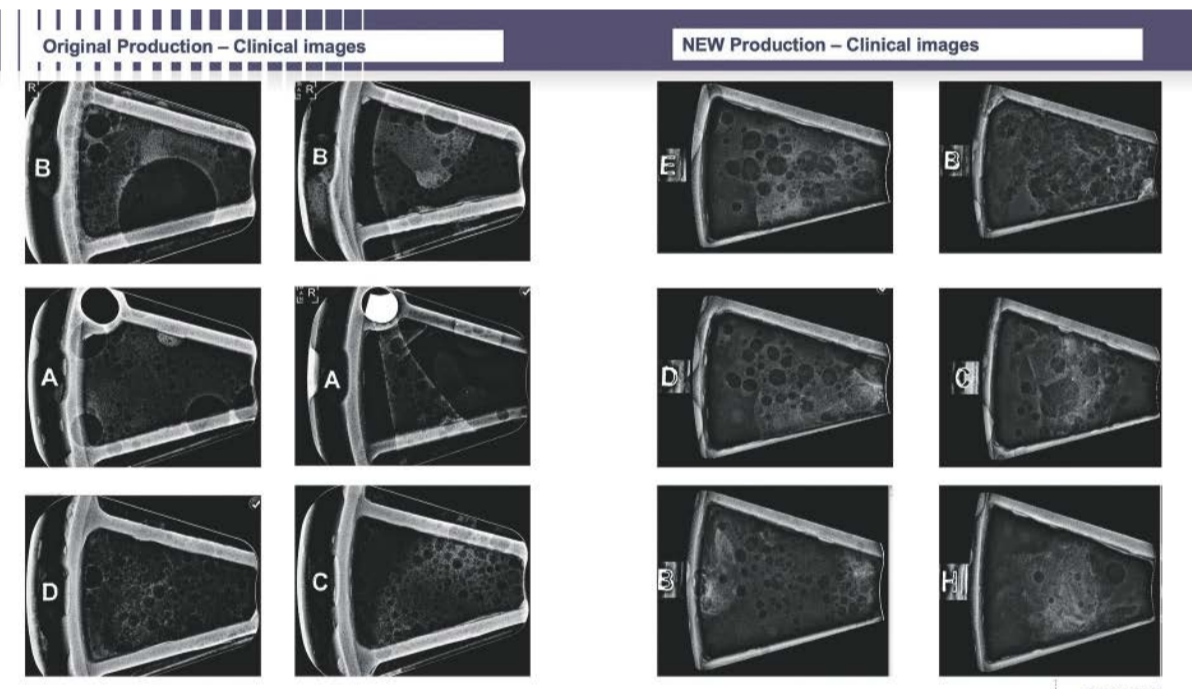 Original Production – Clinical images
NEW Production – Clinical images
R
B
R
B
E
B
A
R
A
D
C
D
C
B
H